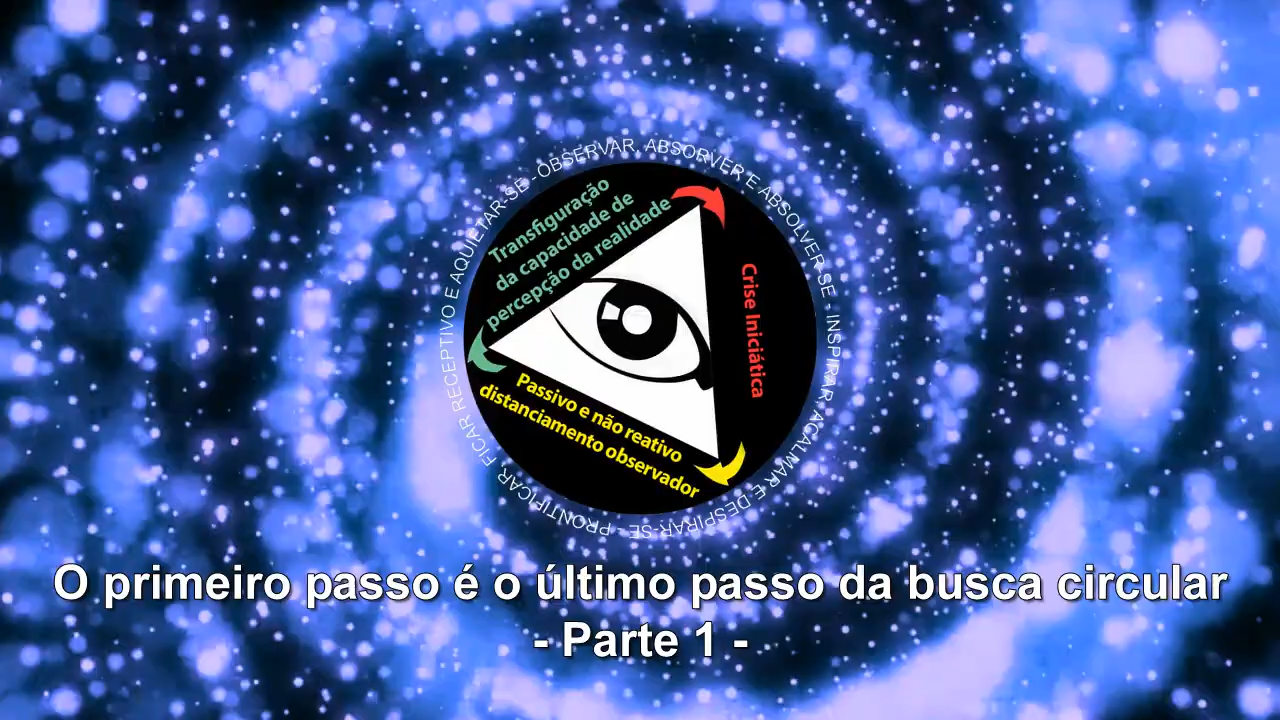 PRONTIFICAR, FICAR RECEPTIVO E AQUIETAR-SE - OBSERVAR, ABSORVER E ABSOLVER-SE - INSPIRAR, ACALMAR E DESPIRAR-SE -
Transfiguração
da capacidade de
percepção da realidade
Crise Iniciática
Passivo e não reativo
distanciamento observador
O primeiro passo é o último passo da busca circular
- Parte 1 -